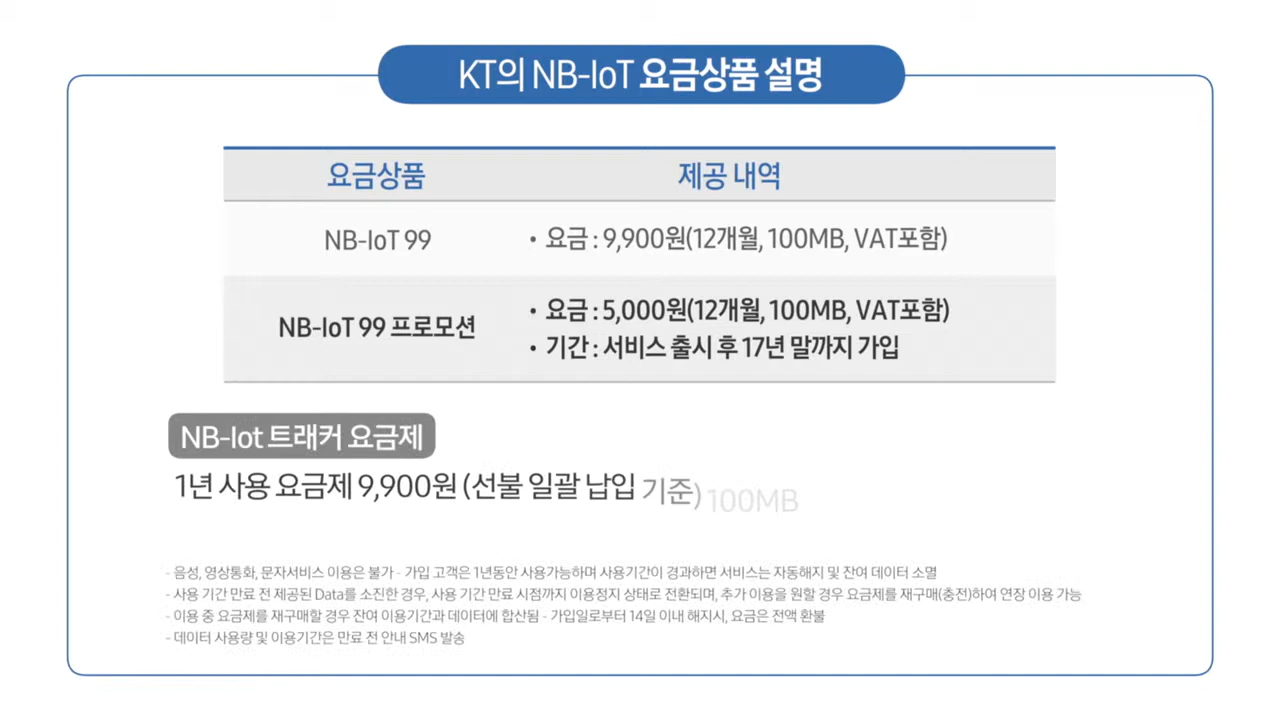 KT의 NB-IoT 요금상품 설명
요금상품 제공 내역
NB-IoT 99 • 요금 : 9,900원(12개월, 100MB, VAT포함)
NB-IoT 99 프로모션 • 요금 : 5,000원(12개월, 100MB, VAT포함)
• 기간 : 서비스 출시 후 17년 말까지 가입
NB-Iot 트래커 요금제
1년 사용 요금제 9,900원 (선불 일괄 납입 기준) 100MB
- 음성, 영상통화, 문자서비스 이용은 불가 - 가입 고객은 1년동안 사용가능하며 사용기간이 경과하면 서비스는 자동해지 및 잔여 데이터 소멸
- 사용 기간 만료 전 제공된 Data를 소진한 경우, 사용 기간 만료 시점까지 이용정지 상태로 전환되며, 추가 이용을 원할 경우 요금제를 재구매(충전)하여 연장 이용 가능
- 이용 중 요금제를 재구매할 경우 잔여 이용기간과 데이터에 합산됨 - 가입일로부터 14일 이내 해지시, 요금은 전액 환불
- 데이터 사용량 및 이용기간은 만료 전 안내 SMS 발송